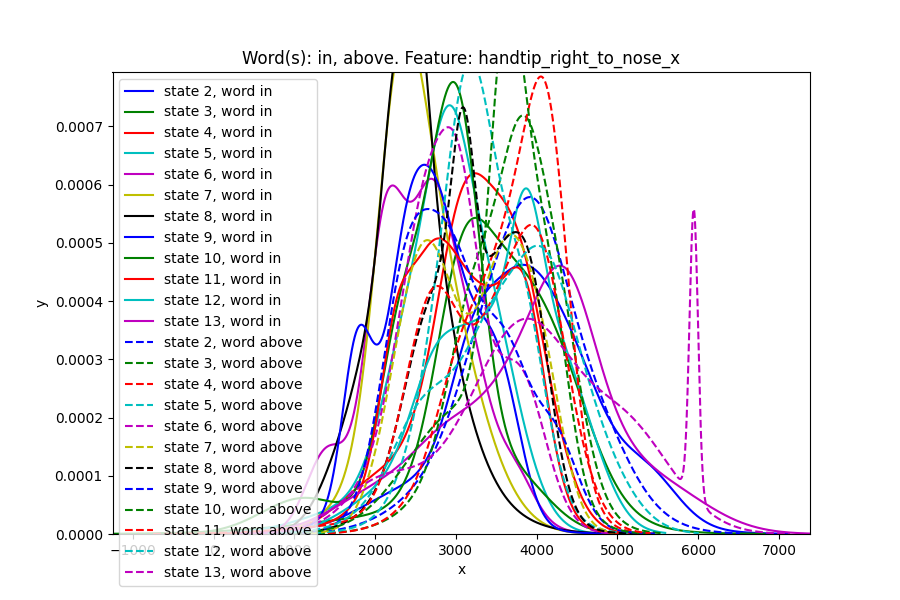 Word(s): in, above. Feature: handtip_right_to_nose_x
y
0.0007
0.0006
0.0005
0.0004
0.0003
0.0002
0.0001
0.0000
state 2, word in
state 3, word in
state 4, word in
state 5, word in
state 6, word in
state 7, word in
state 8, word in
state 9, word in
state 10, word in
state 11, word in
state 12, word in
state 13, word in
state 2, word above
state 3, word above
state 4, word above
state 5, word above
state 6, word above
state 7, word above
state 8, word above
state 9, word above
state 10, word above
state 11, word above
state 12, word above
state 13, word above
−1000 0 1000 2000 3000 4000 5000 6000 7000
x